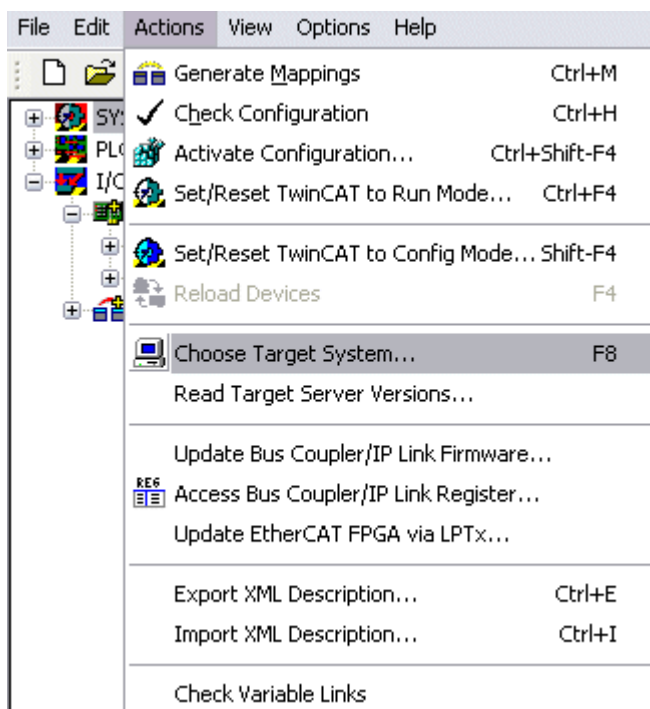 File Edit Actions View Options Help
Generate Mappings Ctrl+M
SY Check Configuration Ctrl+H
PL Activate Configuration... Ctrl+Shift-F4
I/O Set/Reset TwinCAT to Run Mode... Ctrl+F4
Set/Reset TwinCAT to Config Mode... Shift-F4
Reload Devices F4
Choose Target System... F8
Read Target Server Versions...
Update Bus Coupler/IP Link Firmware...
REG Access Bus Coupler/IP Link Register...
Update EtherCAT FPGA via LPTx...
Export XML Description... Ctrl+E
Import XML Description... Ctrl+I
Check Variable Links